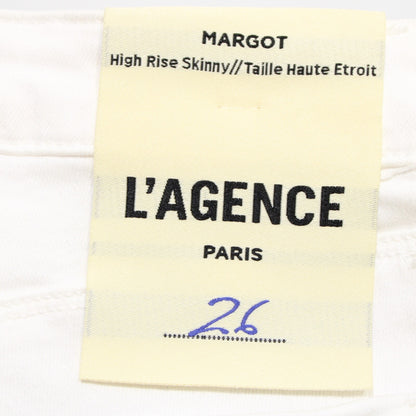 MARGOT
High Rise Skinny//Taille Haute Etroit
L'AGENCE
PARIS
26